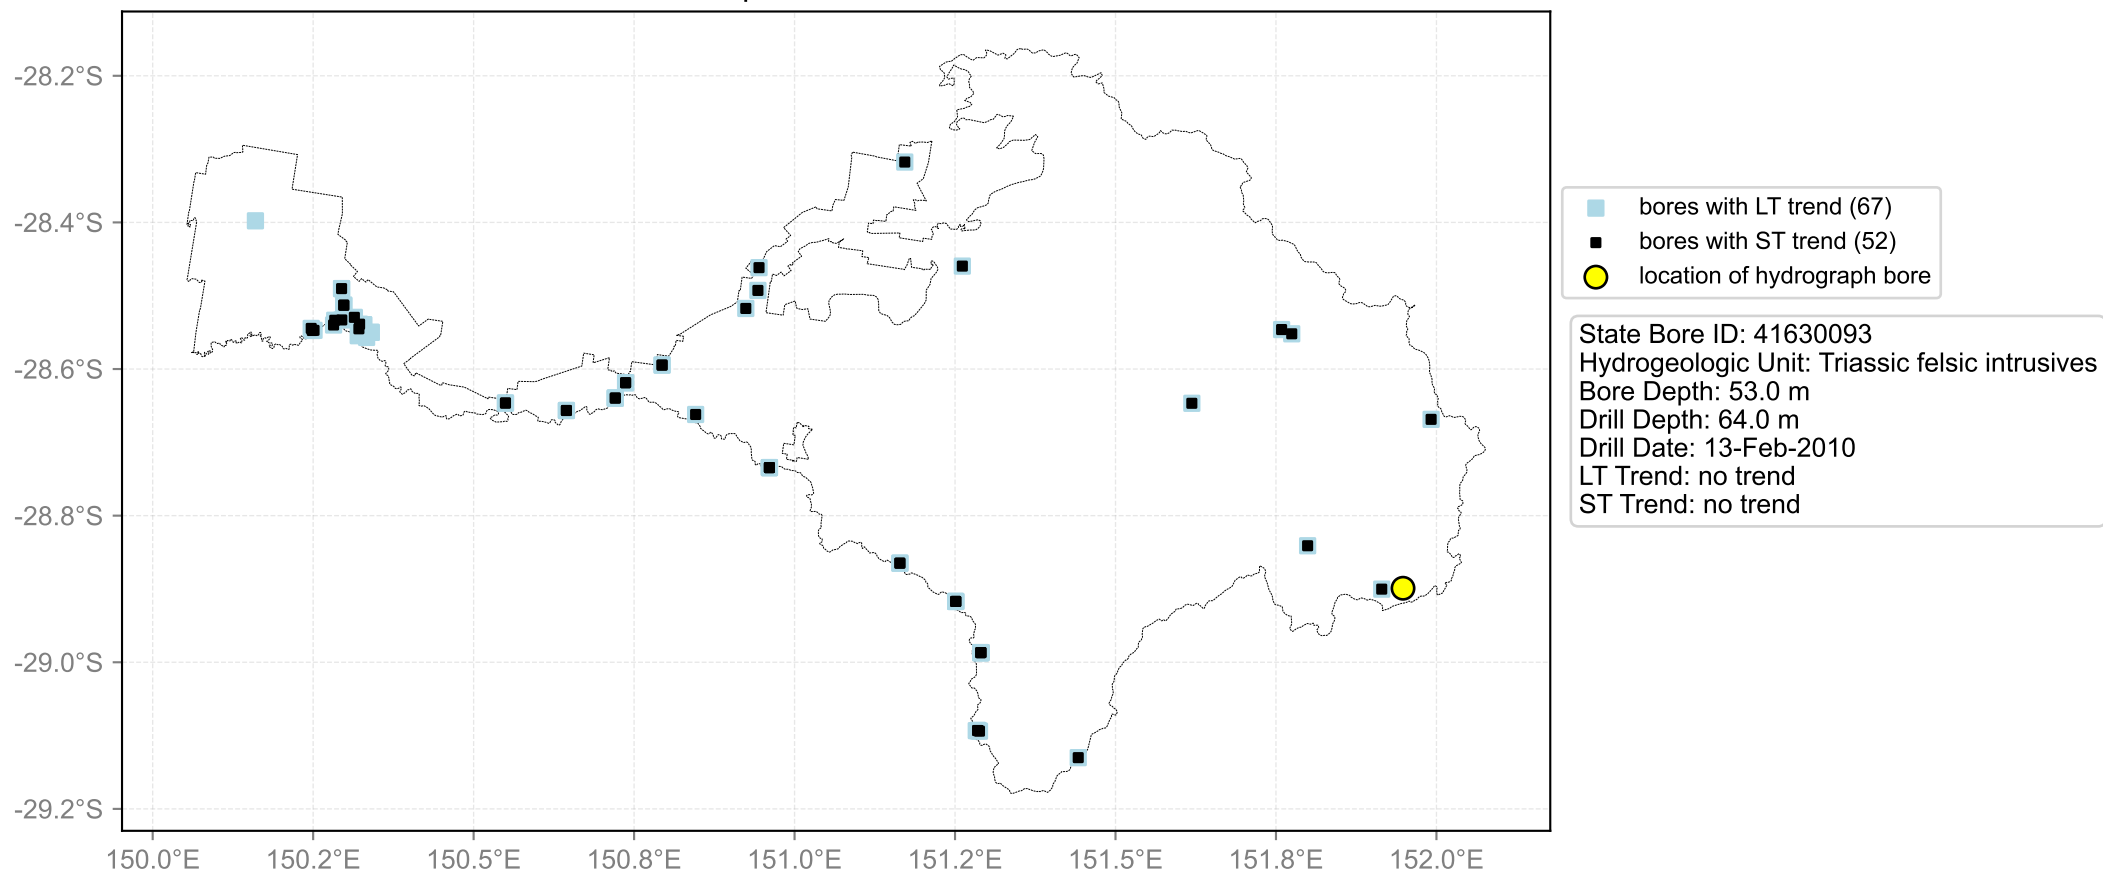 -28.2°S
-28.4°S
-28.6°S
-28.8°S
-29.0°S
-29.2°S
150.0°E
150.2°E
150.5°E
150.8°E
151.0°E
151.2°E
151.5°E
151.8°E
152.0°E
bores with LT trend (67)
bores with ST trend (52)
location of hydrograph bore
State Bore ID: 41630093
Hydrogeologic Unit: Triassic felsic intrusives
Bore Depth: 53.0 m
Drill Depth: 64.0 m
Drill Date: 13-Feb-2010
LT Trend: no trend
ST Trend: no trend